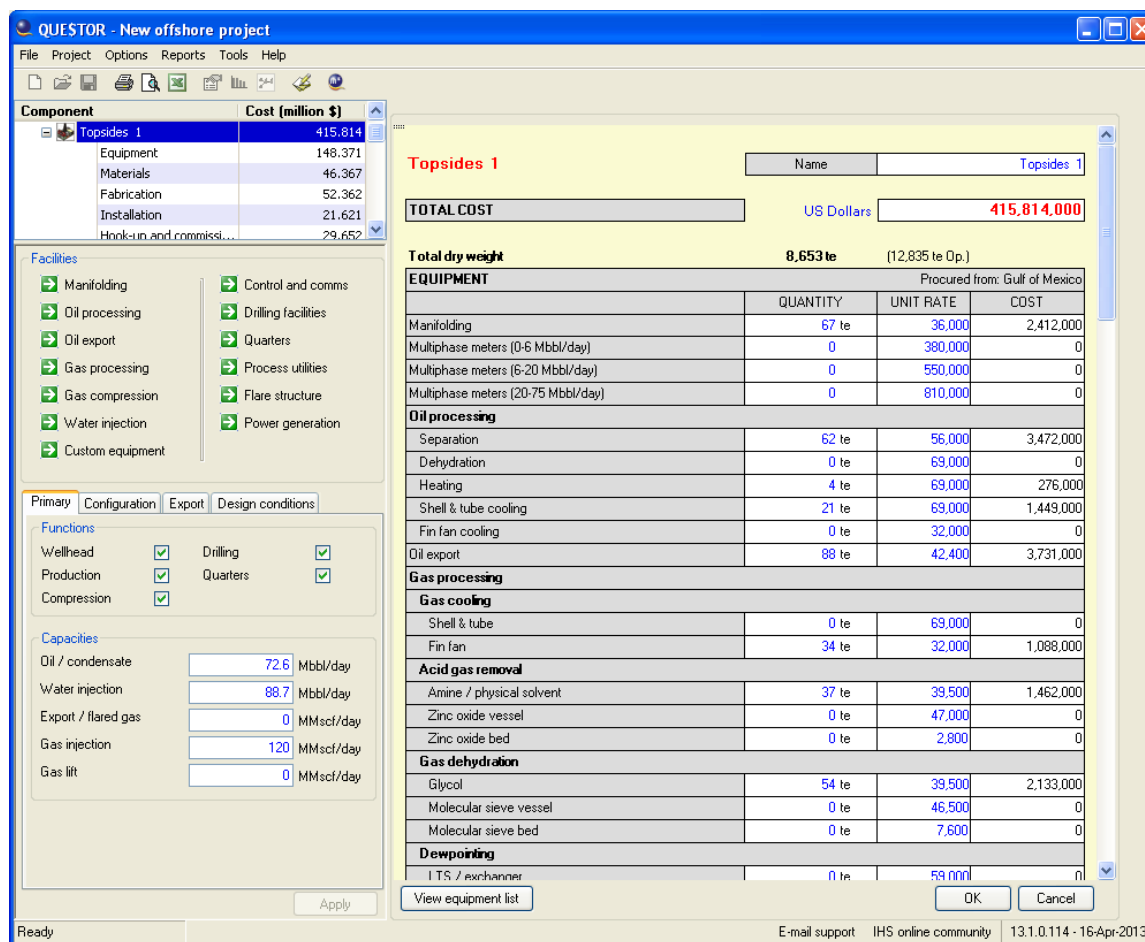 QUE$TOR - New offshore project
File Project Options Reports Tools Help
Component Cost (million $)
Topsides 1 415.814
Equipment 148.371
Materials 46.367
Fabrication 52.362
Installation 21.621
Hook-up and commissi... 29.652
Facilities
Manifolding Control and comms
Oil processing Drilling facilities
Oil export Quarters
Gas processing Process utilities
Gas compression Flare structure
Water injection Power generation
Custom equipment
Primary Configuration Export Design conditions
Functions
Wellhead Drilling
Production Quarters
Compression
Capacities
Oil / condensate 72.6 Mbbl/day
Water injection 88.7 Mbbl/day
Export / flared gas 0 MMscf/day
Gas injection 120 MMscf/day
Gas lift 0 MMscf/day
Apply
Topsides 1 Name Topsides 1
TOTAL COST US Dollars 415,814,000
Total dry weight 8,653 te (12,835 te Op.)
EQUIPMENT Procured from: Gulf of Mexico
QUANTITY UNIT RATE COST
Manifolding 67 te 36,000 2,412,000
Multiphase meters (0-6 Mbbl/day) 0 380,000 0
Multiphase meters (6-20 Mbbl/day) 0 550,000 0
Multiphase meters (20-75 Mbbl/day) 0 810,000 0
Oil processing
Separation 62 te 56,000 3,472,000
Dehydration 0 te 69,000 0
Heating 4 te 69,000 276,000
Shell & tube cooling 21 te 69,000 1,449,000
Fin fan cooling 0 te 32,000 0
Oil export 88 te 42,400 3,731,000
Gas processing
Gas cooling
Shell & tube 0 te 69,000 0
Fin fan 34 te 32,000 1,088,000
Acid gas removal
Amine / physical solvent 37 te 39,500 1,462,000
Zinc oxide vessel 0 te 47,000 0
Zinc oxide bed 0 te 2,800 0
Gas dehydration
Glycol 54 te 39,500 2,133,000
Molecular sieve vessel 0 te 46,500 0
Molecular sieve bed 0 te 7,600 0
Dewpointing
LTS / exchanger 0 te 59,000 0
View equipment list OK Cancel
Ready E-mail support IHS online community 13.1.0.114 - 16-Apr-2013